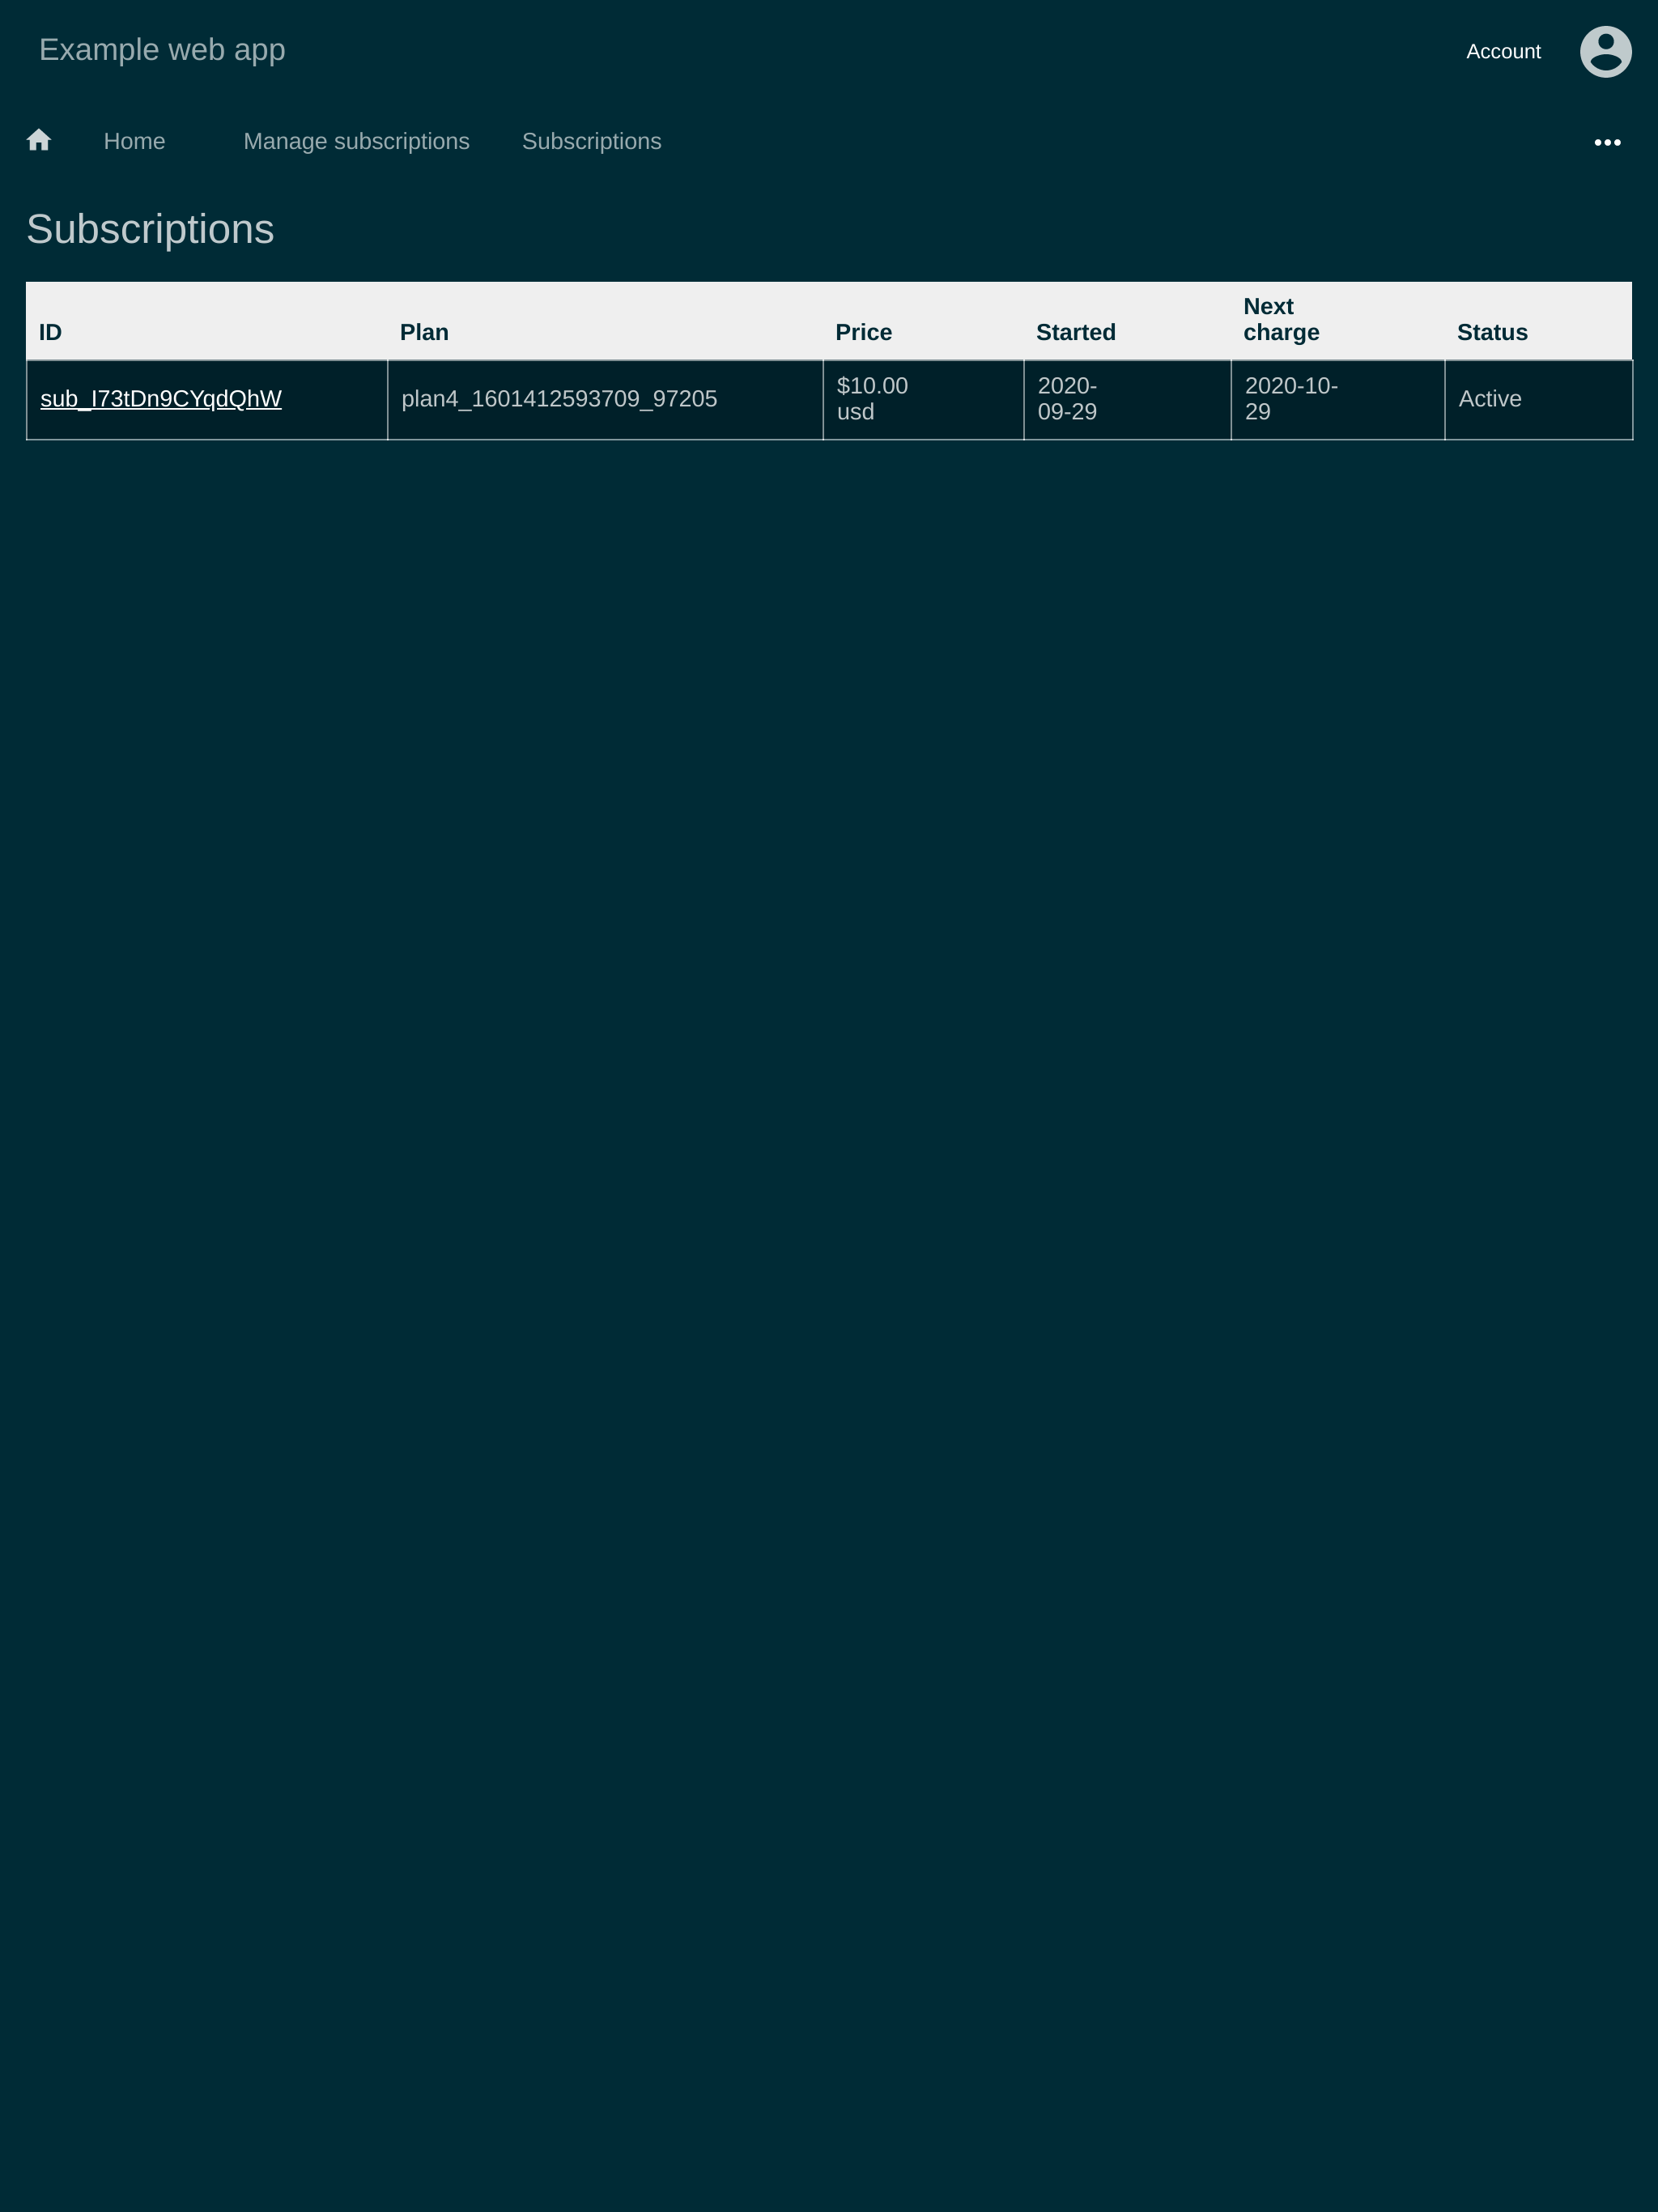 Example web app
Account
Home
Manage subscriptions
Subscriptions
Subscriptions
ID
Plan
Price
Started
Next
charge
Status
sub_I73tDn9CYqdQhW
plan4_1601412593709_97205
$10.00
usd
2020-
09-29
2020-10-
29
Active